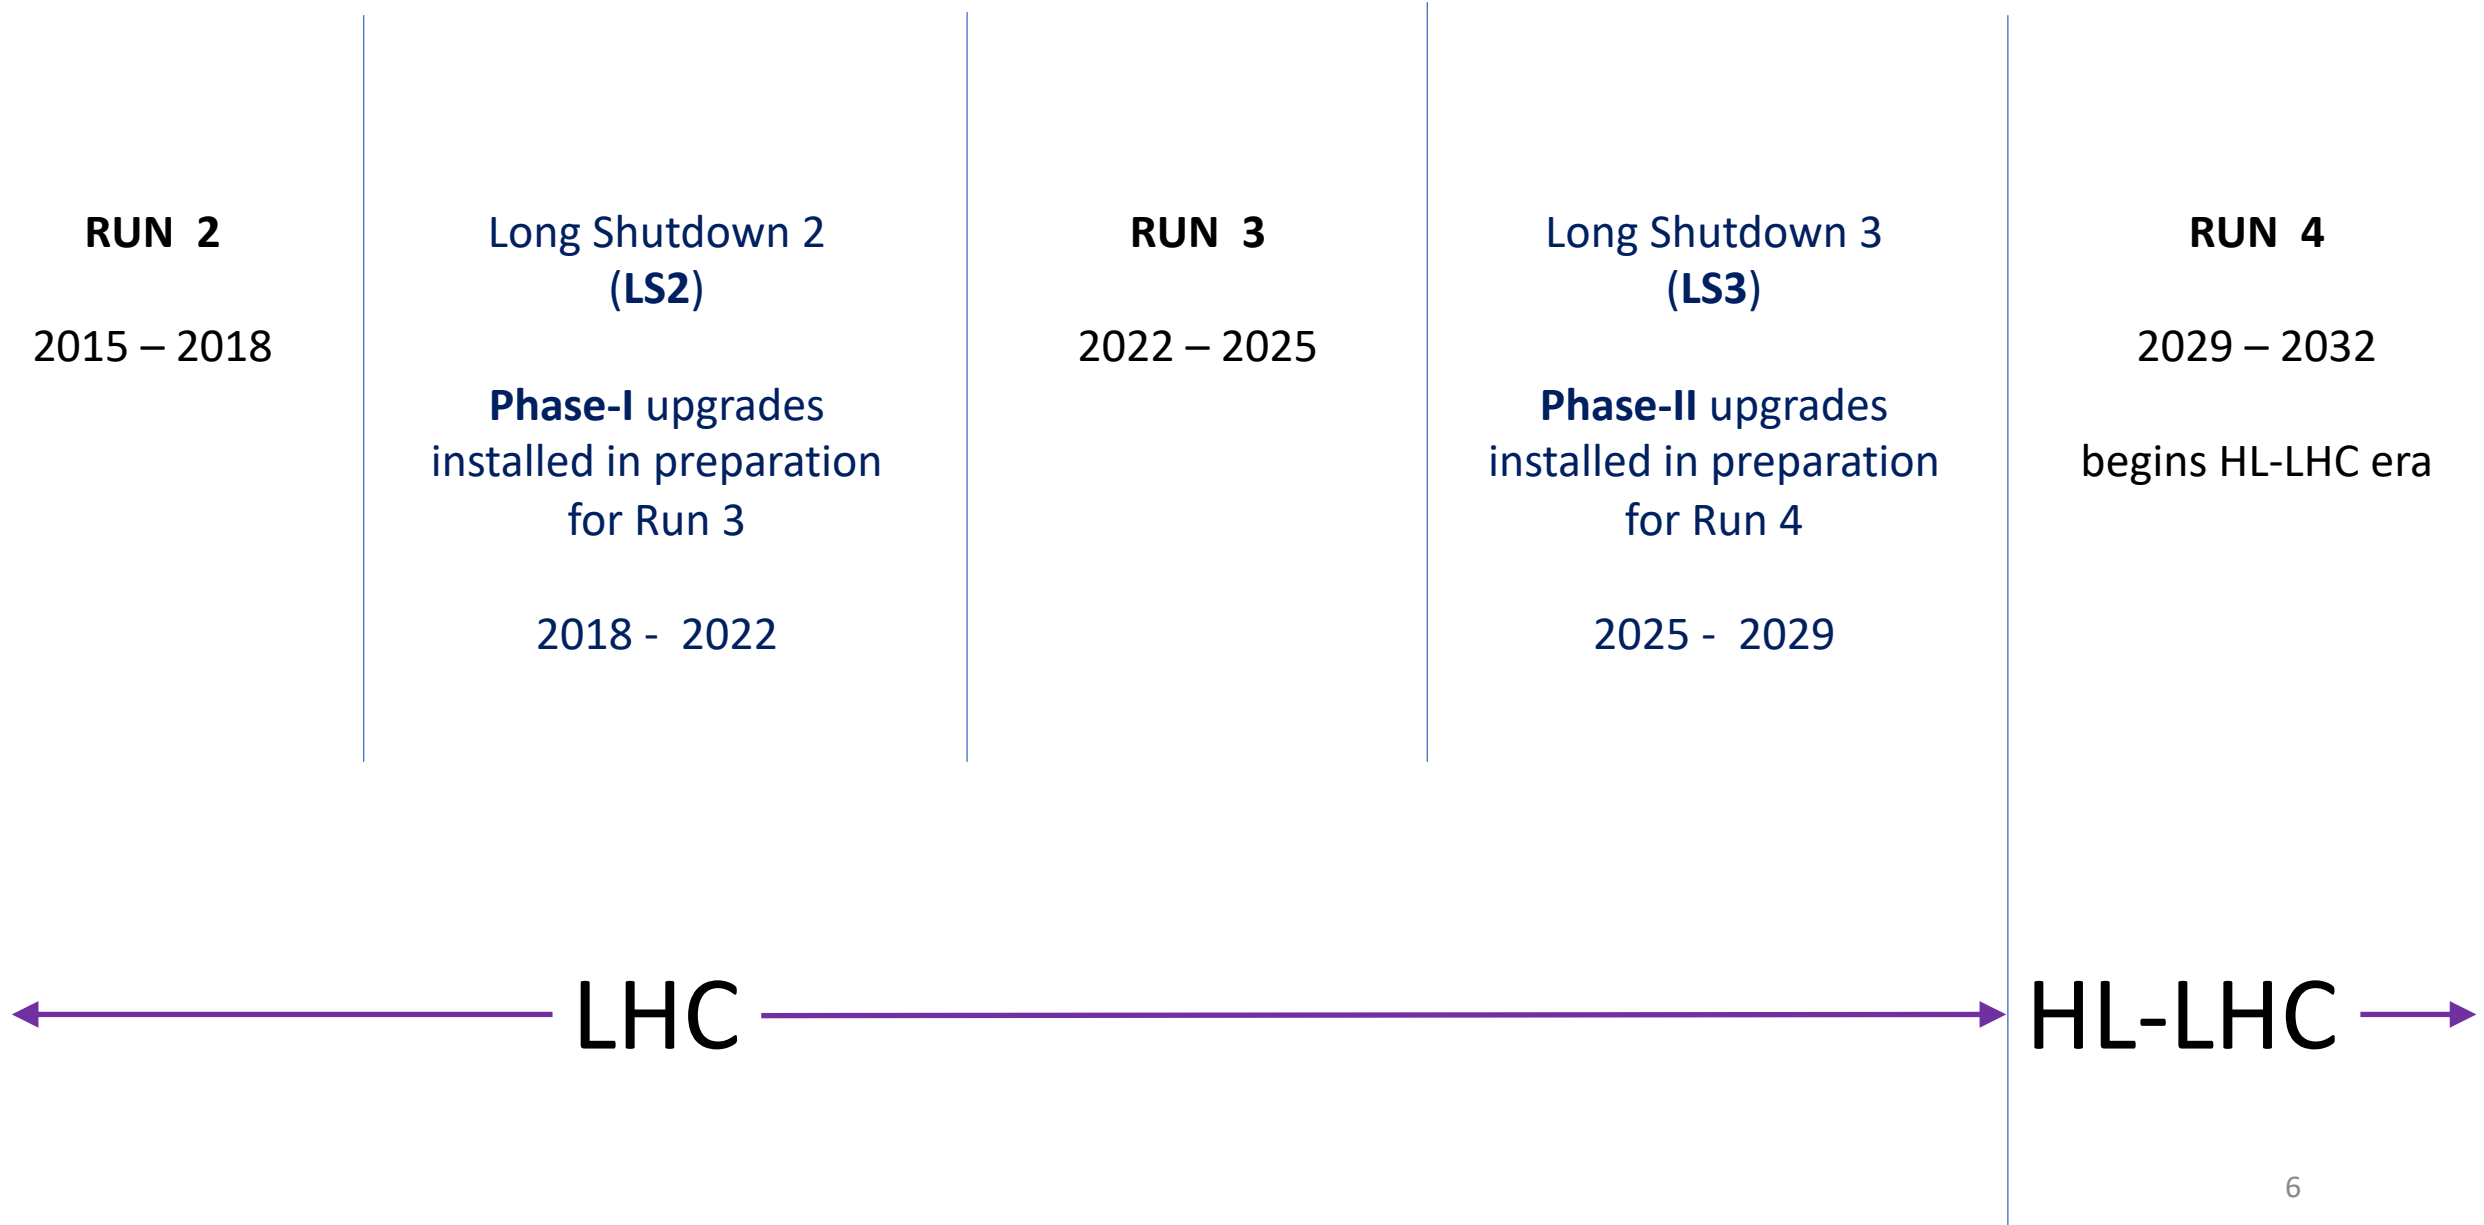 RUN  2
2015 – 2018
Long Shutdown 2
(LS2)
Phase-I upgrades
installed in preparation
for Run 3
2018 -  2022
RUN  3
2022 – 2025
Long Shutdown 3
(LS3)
Phase-II upgrades
installed in preparation
for Run 4
2025 -  2029
RUN  4
2029 – 2032
begins HL-LHC era
LHC
HL-LHC
6